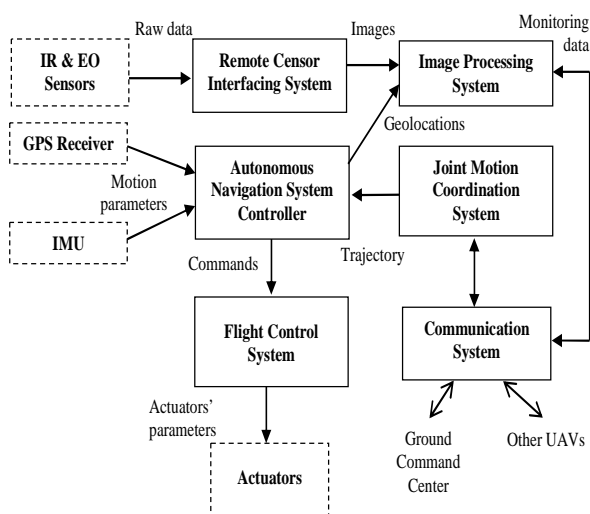 Raw data
Images
Monitoring
data
IR & EO
Sensors
Remote Censor
Interfacing System
Image Processing
System
Geolocations
GPS Receiver
Motion
parameters
IMU
Autonomous
Navigation System
Controller
Joint Motion
Coordination
System
Commands
Trajectory
Flight Control
System
Communication
System
Actuators'
parameters
Actuators
Ground
Command
Center
Other UAVs